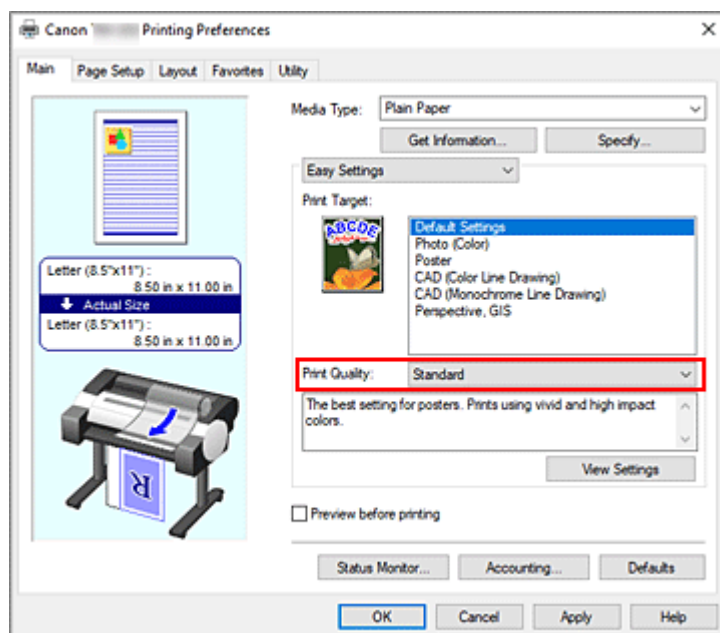 Canon Printing Preferences
Main Page Setup Layout Favorites Utility
Media Type: Plain Paper
Get Information... Specify...
Easy Settings
Print Target:
ABCDE
Default Settings
Photo (Color)
Poster
CAD (Color Line Drawing)
CAD (Monochrome Line Drawing)
Perspective, GIS
Letter (8.5"x11") :
8.50 in x 11.00 in
Actual Size
Letter (8.5"x11") :
8.50 in x 11.00 in
R
Print Quality: Standard
The best setting for posters. Prints using vivid and high impact
colors.
View Settings
Preview before printing
Status Monitor... Accounting... Defaults
OK Cancel Apply Help